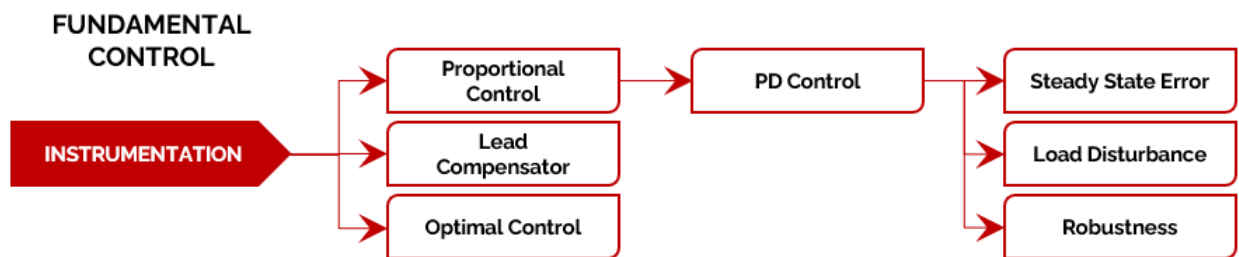 FUNDAMENTAL
CONTROL
INSTRUMENTATION
Proportional
Control
Lead
Compensator
Optimal Control
PD Control
Steady State Error
Load Disturbance
Robustness